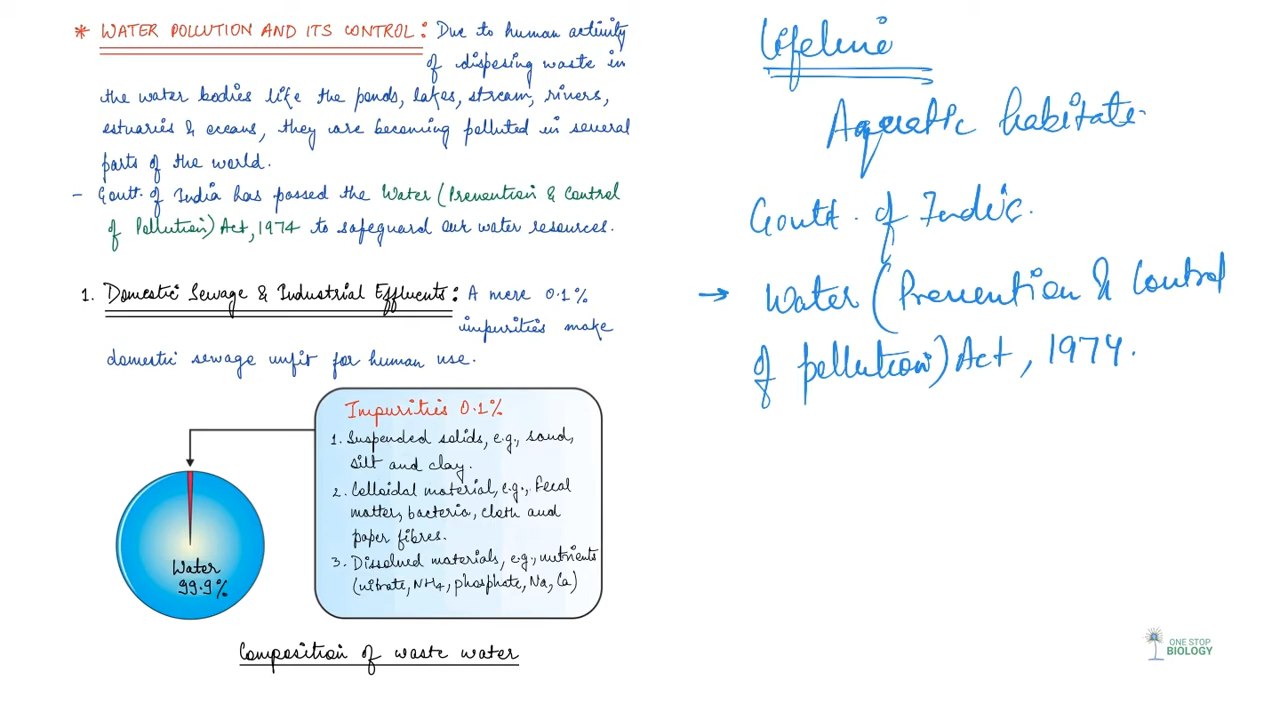 * WATER POLLUTION AND ITS CONTROL: Due to human activity
of disposing waste in
the water bodies like the ponds, lakes, stream, rivers,
estuaries & oceans, they are becoming polluted in several
parts of the world.
- Govtt. of India has passed the Water (Prevention & Control
of Pollution) Act, 1974 to safeguard our water resources.
1. Domestic Sewage & Industrial Effluents: A mere 0.1%
impurities make
domestic sewage unfit for human use.
Impurities 0.1%
1. Suspended solids, e.g., sand,
silt and clay.
2. Colloidal material, e.g., Fecal
matter, bacteria, cloth and
paper fibres.
3. Dissolved materials, e.g., nutrients
(nitrate, NH4, phosphate, Na, Ca)
Water
99.9%
Composition of waste water
Lifeline
Aquatic habitate
Govtt. of India.
→ Water (Prevention & Control
of pollution) Act, 1974.
ONE STOP
BIOLOGY